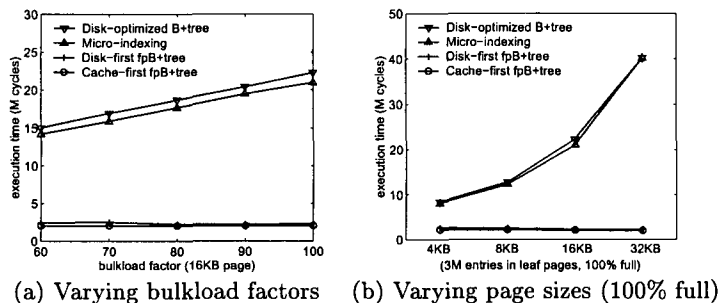 30
25
20
15
10
5
0
execution time (M cycles)
Disk-optimized B+tree
Micro-indexing
Disk-first fpB+tree
Cache-first fpB+tree
60 70 80 90 100
bulkload factor (16KB page)
(a) Varying bulkload factors
50
40
30
20
10
0
execution time (M cycles)
Disk-optimized B+tree
Micro-indexing
Disk-first fpB+tree
Cache-first fpB+tree
4KB 8KB 16KB 32KB
(3M entries in leaf pages, 100% full)
(b) Varying page sizes (100% full)